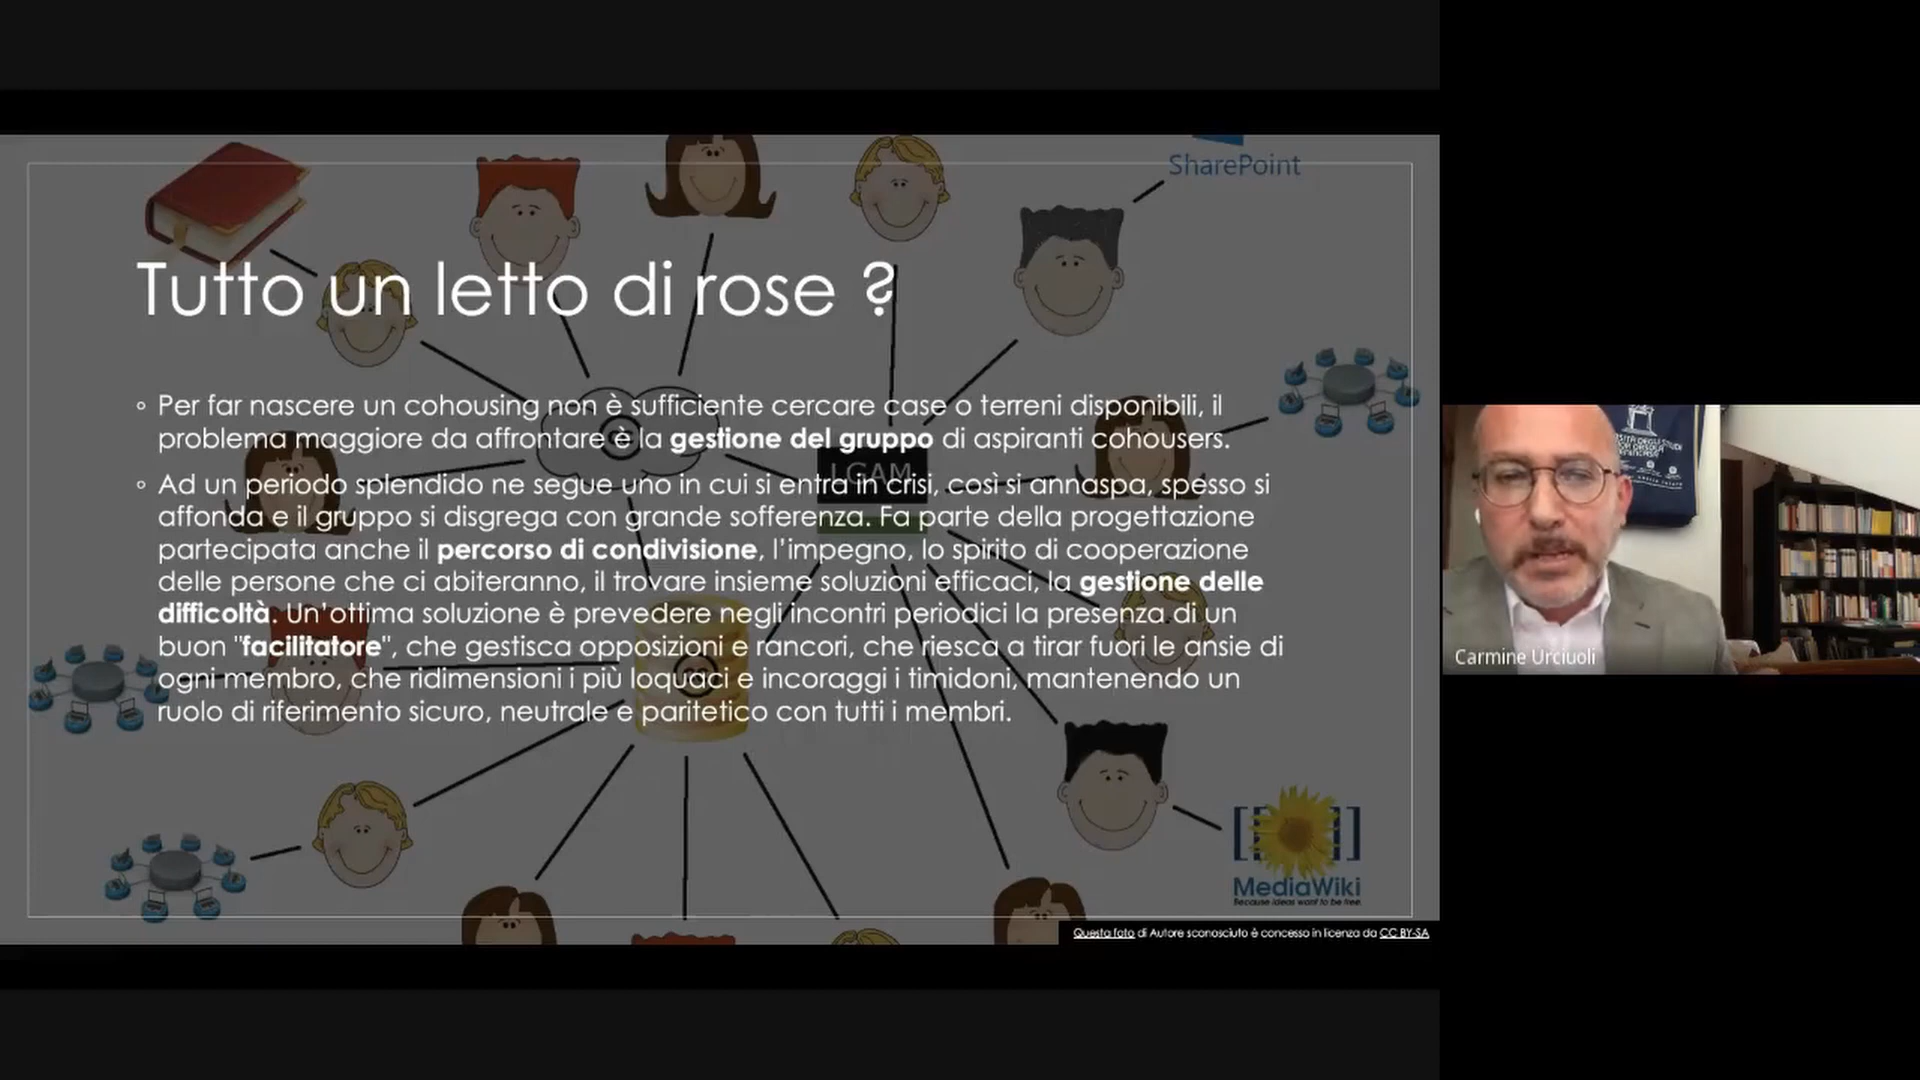 SharePoint
Tutto un letto di rose ?
Per far nascere un cohousing non è sufficiente cercare case o terreni disponibili, il
problema maggiore da affrontare è la gestione del gruppo di aspiranti cohousers.
LGAM
Ad un periodo splendido ne segue uno in cui si entra in crisi, così si annaspa, spesso si
affonda e il gruppo si disgrega con grande sofferenza. Fa parte della progettazione
partecipata anche il percorso di condivisione, l'impegno, lo spirito di cooperazione
delle persone che ci abiteranno, il trovare insieme soluzioni efficaci, la gestione delle
difficoltà. Un'ottima soluzione è prevedere negli incontri periodici la presenza di un
buon "facilitatore", che gestisca opposizioni e rancori, che riesca a tirar fuori le ansie di
ogni membro, che ridimensioni i più loquaci e incoraggi i timidoni, mantenendo un
ruolo di riferimento sicuro, neutrale e paritetico con tutti i membri.
[[ ]]
MediaWiki
Because ideas want to be free.
Questa foto di Autore sconosciuto è concesso in licenza da CC BY-SA
DEGLI STUDI
Carmine Urciuoli